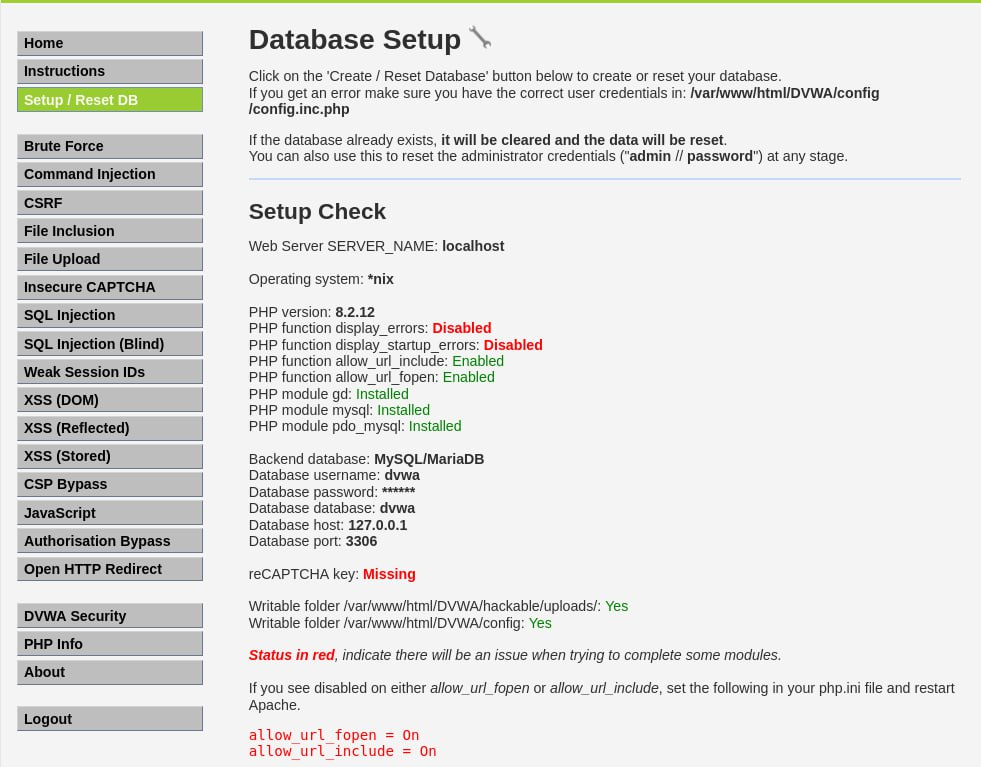 Home
Instructions
Setup / Reset DB
Brute Force
Command Injection
CSRF
File Inclusion
File Upload
Insecure CAPTCHA
SQL Injection
SQL Injection (Blind)
Weak Session IDs
XSS (DOM)
XSS (Reflected)
XSS (Stored)
CSP Bypass
JavaScript
Authorisation Bypass
Open HTTP Redirect
DVWA Security
PHP Info
About
Logout
Database Setup
Click on the 'Create / Reset Database' button below to create or reset your database.
If you get an error make sure you have the correct user credentials in: /var/www/html/DVWA/config
/config.inc.php
If the database already exists, it will be cleared and the data will be reset.
You can also use this to reset the administrator credentials ("admin // password") at any stage.
Setup Check
Web Server SERVER_NAME: localhost
Operating system: *nix
PHP version: 8.2.12
PHP function display_errors: Disabled
PHP function display_startup_errors: Disabled
PHP function allow_url_include: Enabled
PHP function allow_url_fopen: Enabled
PHP module gd: Installed
PHP module mysql: Installed
PHP module pdo_mysql: Installed
Backend database: MySQL/MariaDB
Database username: dvwa
Database password: ******
Database database: dvwa
Database host: 127.0.0.1
Database port: 3306
reCAPTCHA key: Missing
Writable folder /var/www/html/DVWA/hackable/uploads/: Yes
Writable folder /var/www/html/DVWA/config: Yes
Status in red, indicate there will be an issue when trying to complete some modules.
If you see disabled on either allow_url_fopen or allow_url_include, set the following in your php.ini file and restart
Apache.
allow_url_fopen = On
allow_url_include = On